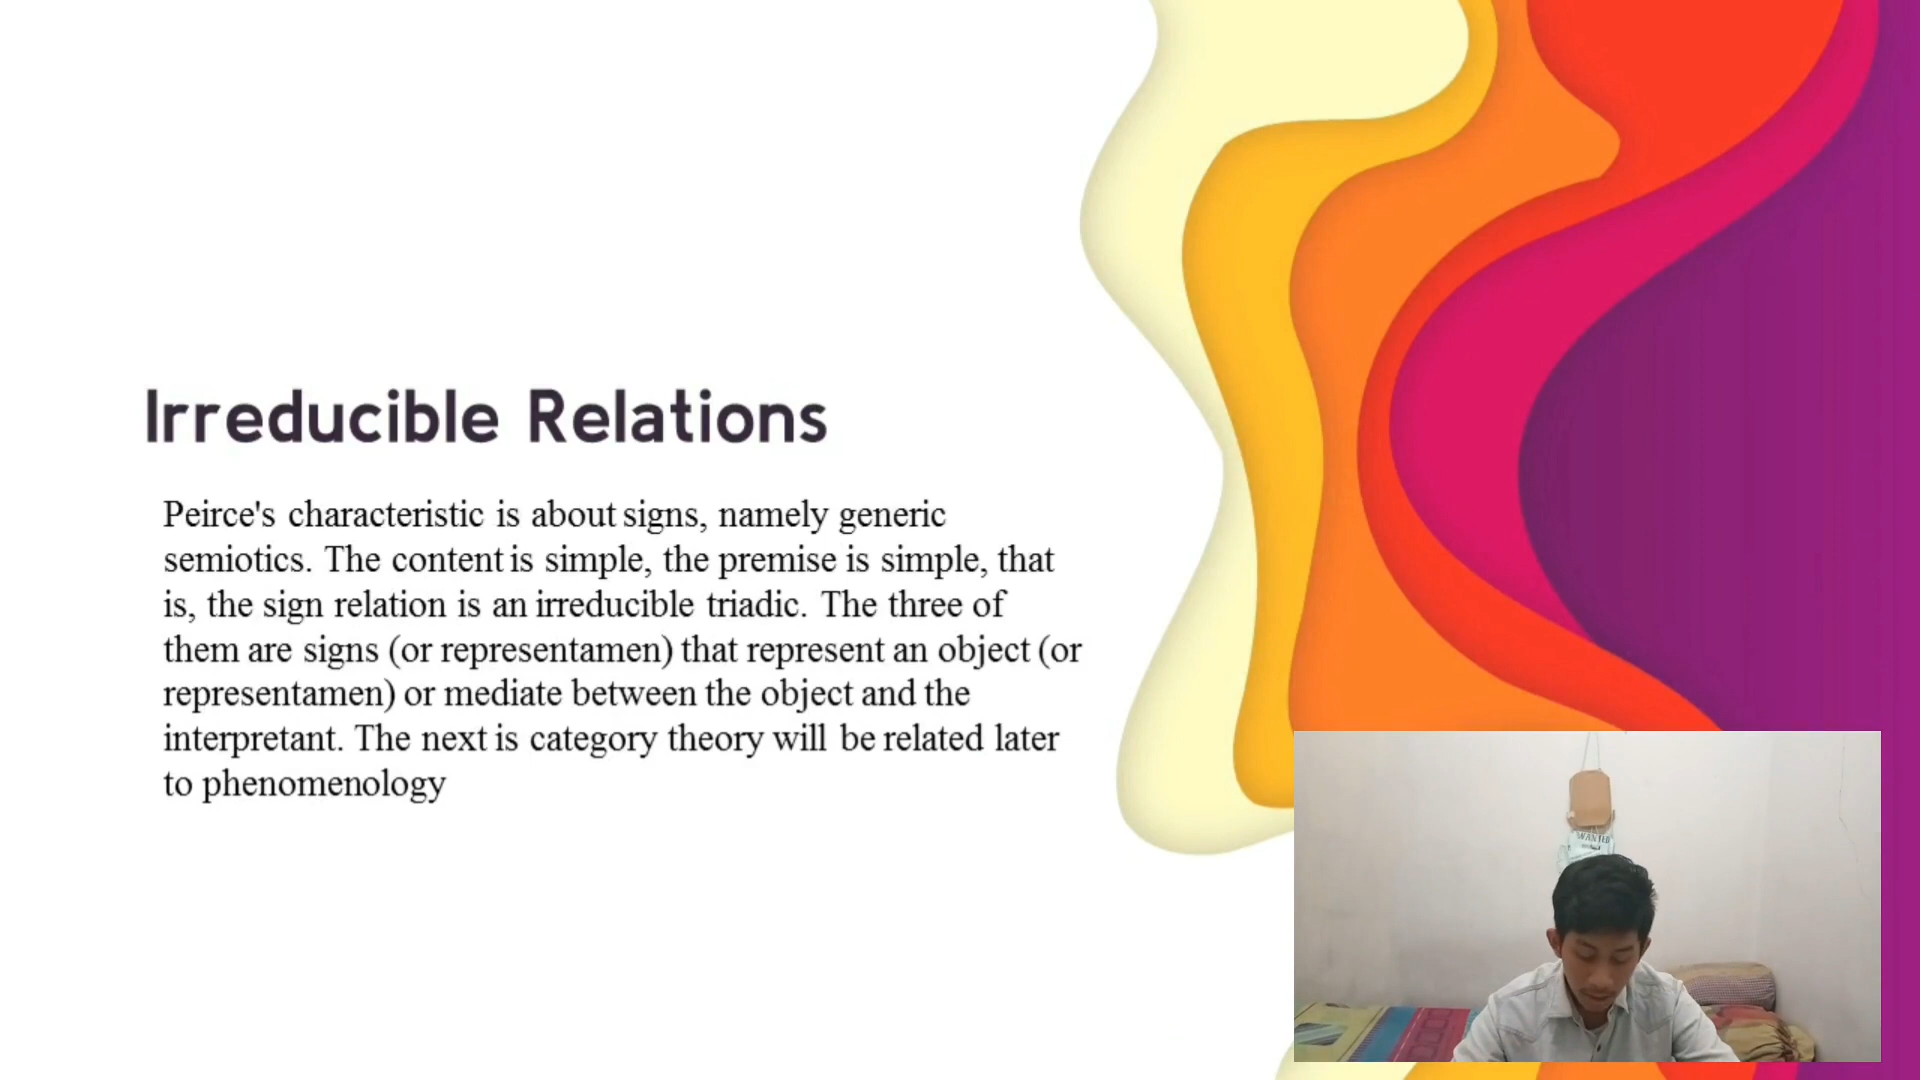 Irreducible Relations
Peirce's characteristic is about signs, namely generic
semiotics. The content is simple, the premise is simple, that
is, the sign relation is an irreducible triadic. The three of
them are signs (or representamen) that represent an object (or
representamen) or mediate between the object and the
interpretant. The next is category theory will be related later
to phenomenology
WANTED